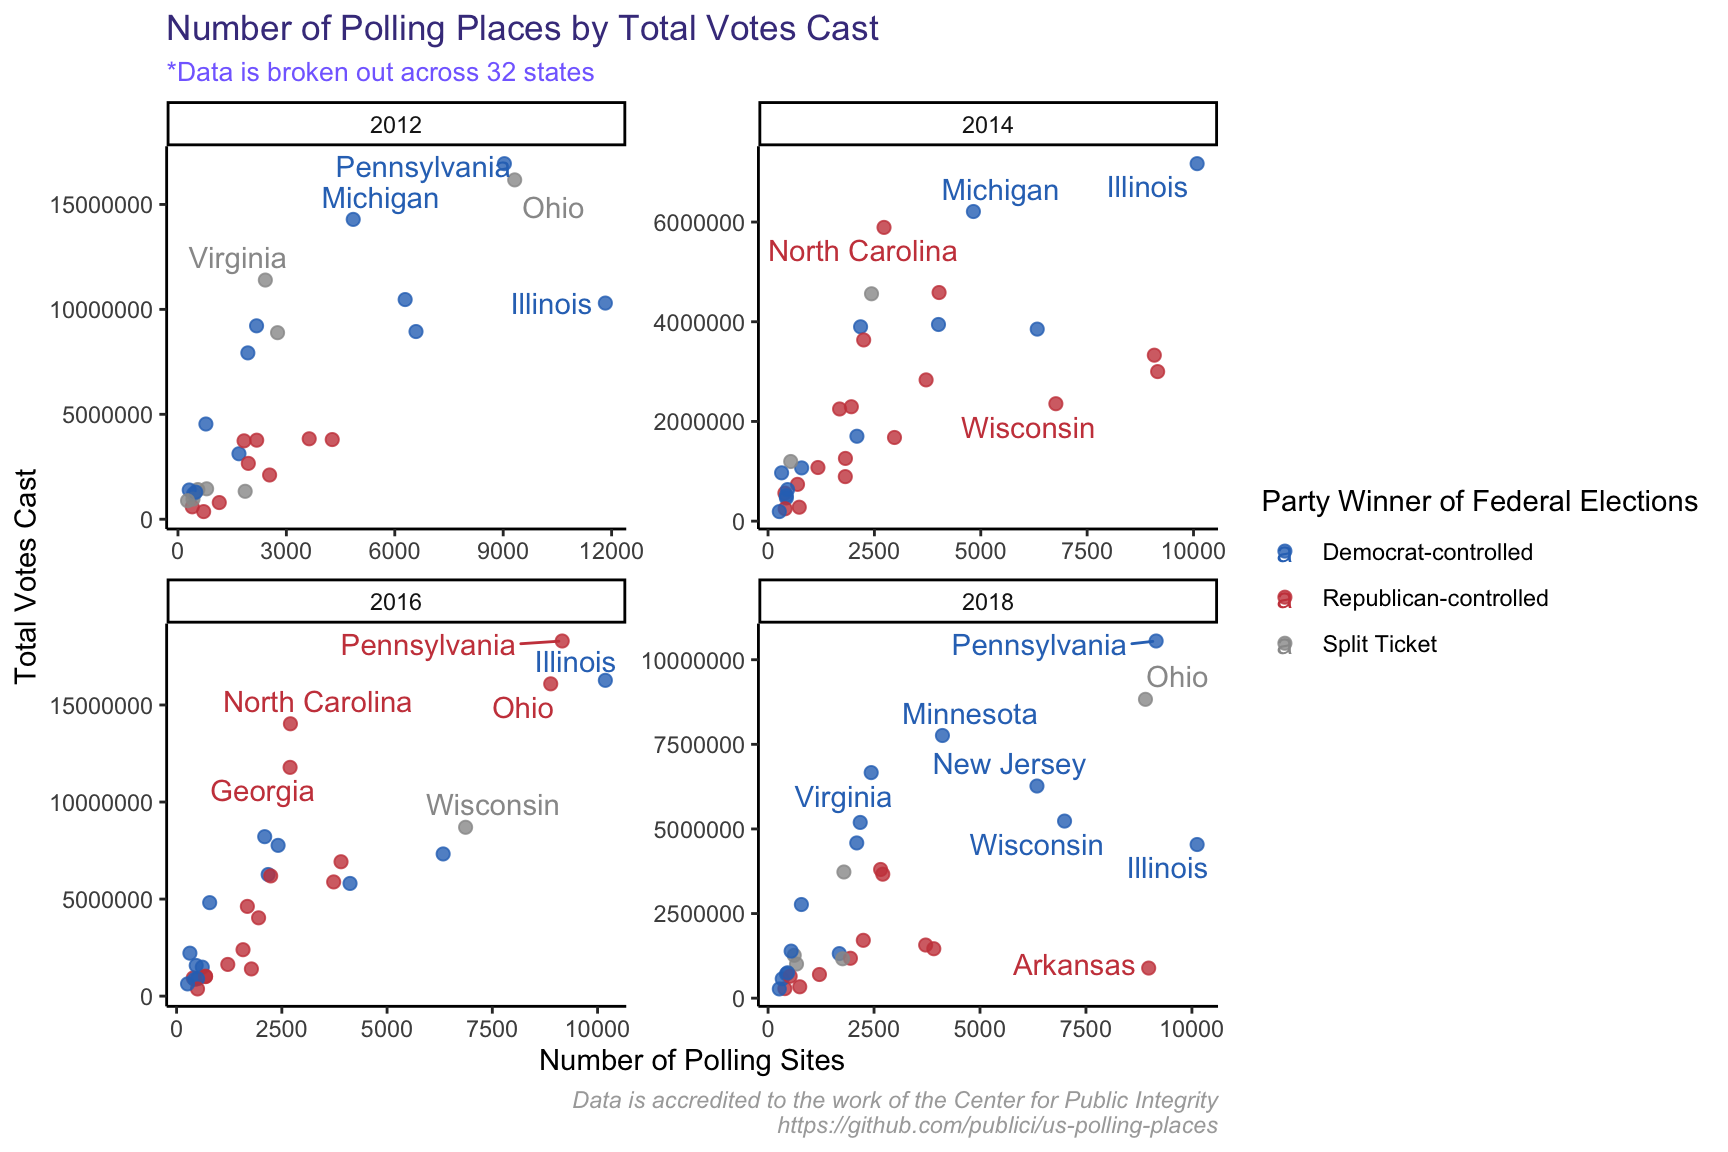 Number of Polling Places by Total Votes Cast
*Data is broken out across 32 states
2012
Pennsylvania
Michigan
Ohio
Virginia
Illinois
15000000
10000000
5000000
0
0 3000 6000 9000 12000
2014
Michigan
Illinois
North Carolina
Wisconsin
6000000
4000000
2000000
0
0 2500 5000 7500 10000
2016
Pennsylvania
Illinois
North Carolina
Ohio
Georgia
Wisconsin
15000000
10000000
5000000
0
0 2500 5000 7500 10000
2018
Pennsylvania
Ohio
Minnesota
New Jersey
Virginia
Wisconsin
Illinois
Arkansas
10000000
7500000
5000000
2500000
0
0 2500 5000 7500 10000
Total Votes Cast
Number of Polling Sites
Party Winner of Federal Elections
a Democrat-controlled
a Republican-controlled
a Split Ticket
Data is accredited to the work of the Center for Public Integrity
https://github.com/publici/us-polling-places